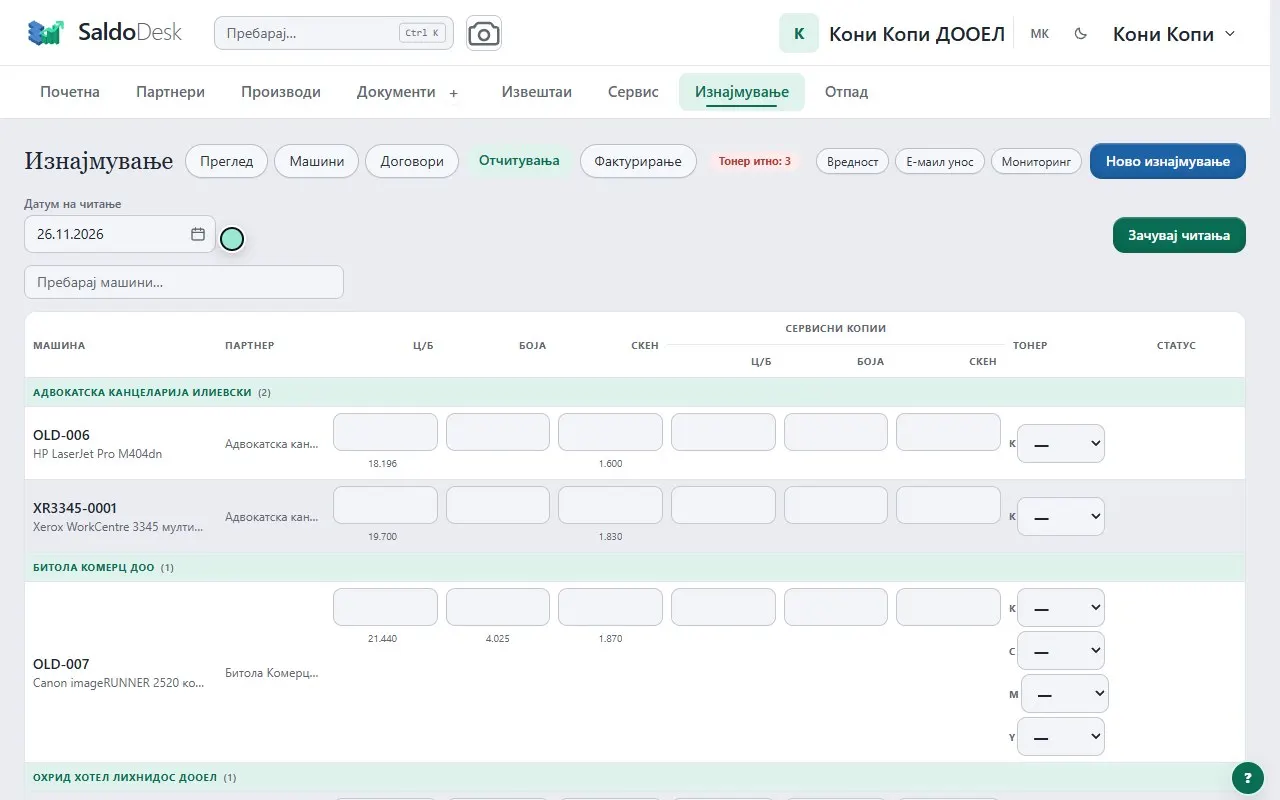 SaldoDesk
Пребарај...
Ctrl K
K
Кони Копи ДООЕЛ
МК
Кони Копи
Почетна
Партнери
Производи
Документи +
Извештаи
Сервис
Изнајмување
Отпад
Изнајмување
Преглед
Машини
Договори
Отчитувања
Фактурирање
Тонер итно: 3
Вредност
Е-маил унос
Мониторинг
Ново изнајмување
Датум на читање
26.11.2026
Зачувај читања
Пребарај машини...
СЕРВИСНИ КОПИИ
МАШИНА ПАРТНЕР Ц/Б БОЈА СКЕН ТОНЕР СТАТУС
Ц/Б БОЈА СКЕН
АДВОКАТСКА КАНЦЕЛАРИЈА ИЛИЕВСКИ (2)
OLD-006
HP LaserJet Pro M404dn
Адвокатска кан...
K —
18.196 1.600
XR3345-0001
Xerox WorkCentre 3345 мулти...
Адвокатска кан...
K —
19.700 1.830
БИТОЛА КОМЕРЦ ДОО (1)
OLD-007
Canon imageRUNNER 2520 ко...
Битола Комерц...
21.440 4.025 1.870
K —
C —
M —
Y —
ОХРИД ХОТЕЛ ЛИХНИДОС ДООЕЛ (1)
?